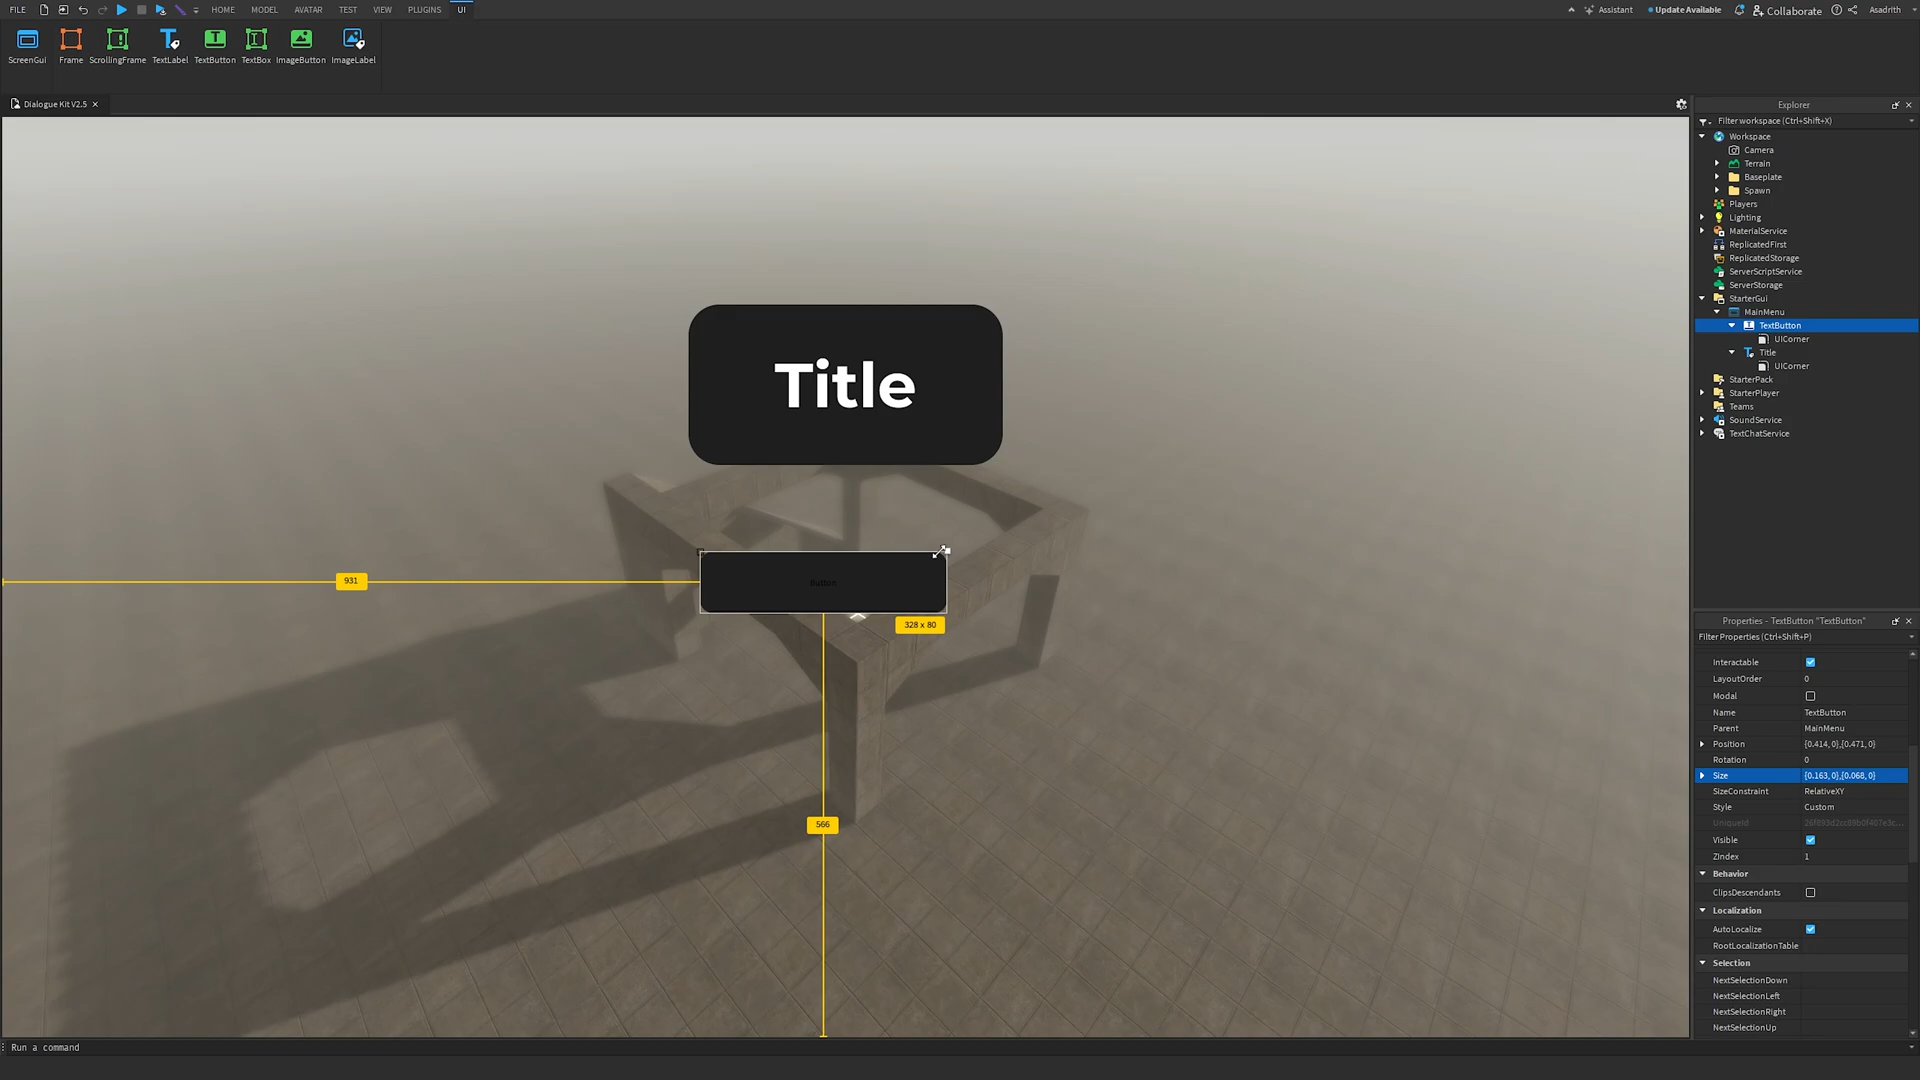 FILE HOME MODEL AVATAR TEST VIEW PLUGINS UI Assistant Update Available Collaborate Asadrith
ScreenGui Frame ScrollingFrame TextLabel TextButton TextBox ImageButton ImageLabel
Dialogue Kit V2.5
Title
Button
931
328 x 80
566
Explorer
Filter workspace (Ctrl+Shift+X)
Workspace
Camera
Terrain
Baseplate
Spawn
Players
Lighting
MaterialService
ReplicatedFirst
ReplicatedStorage
ServerScriptService
ServerStorage
StarterGui
MainMenu
TextButton
UICorner
Title
UICorner
StarterPack
StarterPlayer
Teams
SoundService
TextChatService
Properties - TextButton "TextButton"
Filter Properties (Ctrl+Shift+P)
Interactable
LayoutOrder 0
Modal
Name TextButton
Parent MainMenu
Position {0.414, 0},{0.471, 0}
Rotation 0
Size {0.163, 0},{0.068, 0}
SizeConstraint RelativeXY
Style Custom
UniqueId
Visible
ZIndex 1
Behavior
ClipsDescendants
Localization
AutoLocalize
RootLocalizationTable
Selection
NextSelectionDown
NextSelectionLeft
NextSelectionRight
NextSelectionUp
Run a command